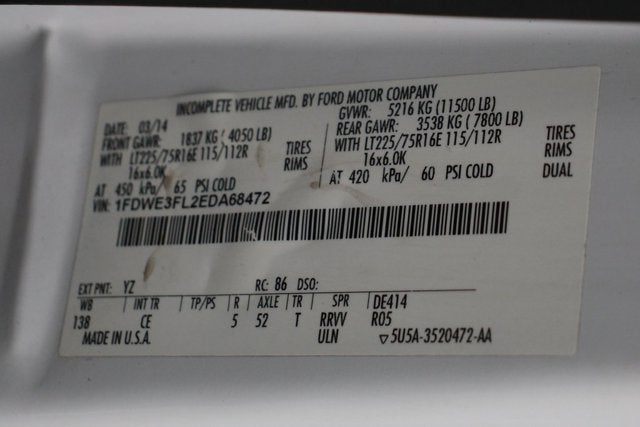 INCOMPLETE VEHICLE MFD. BY FORD MOTOR COMPANY
DATE: 03/14 GVWR: 5216 KG (11500 LB)
FRONT GAWR: 1837 KG ( 4050 LB) REAR GAWR: 3538 KG ( 7800 LB)
WITH LT225/75R16E 115/112R TIRES WITH LT225/75R16E 115/112R TIRES
16x6.0K RIMS 16x6.0K RIMS
AT 450 kPa/ 65 PSI COLD AT 420 kPa/ 60 PSI COLD DUAL
VIN: 1FDWE3FL2EDA68472
EXT PNT: YZ RC: 86 DSO:
WB INT TR TP/PS R AXLE TR SPR DE414
138 CE 5 52 T RRVV R05
MADE IN U.S.A. ULN ▽5U5A-3520472-AA